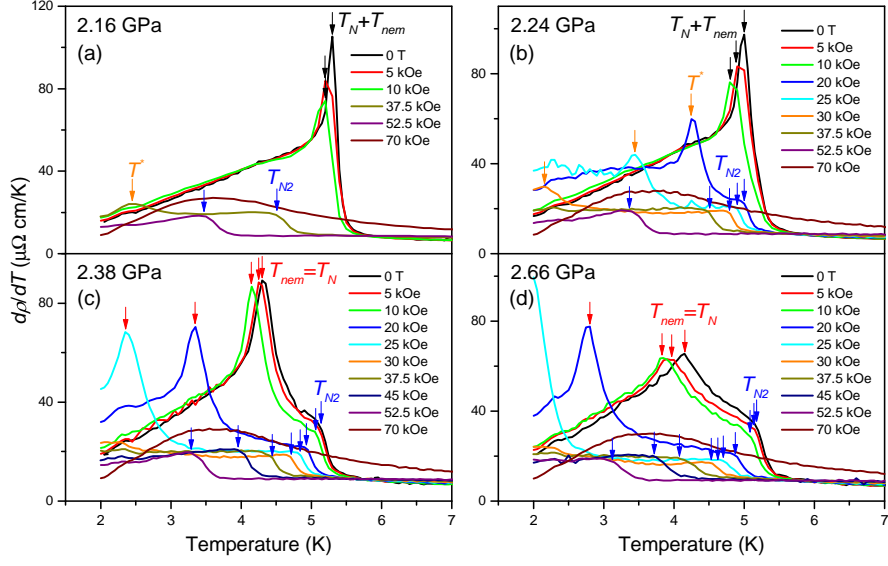 2.16 GPa
(a)
T_N+T_nem
T*
T_N2
0 T
5 kOe
10 kOe
37.5 kOe
52.5 kOe
70 kOe
0
40
80
120
2.24 GPa
(b)
T_N+T_nem
T*
T_N2
0 T
5 kOe
10 kOe
20 kOe
25 kOe
30 kOe
37.5 kOe
52.5 kOe
70 kOe
0
40
80
dρ/dT (μΩ cm/K)
2.38 GPa
(c)
T_nem=T_N
T_N2
0 T
5 kOe
10 kOe
20 kOe
25 kOe
30 kOe
37.5 kOe
45 kOe
52.5 kOe
70 kOe
0
40
80
2 3 4 5 6 7
Temperature (K)
2.66 GPa
(d)
T_nem=T_N
T_N2
0 T
5 kOe
10 kOe
20 kOe
25 kOe
30 kOe
37.5 kOe
45 kOe
52.5 kOe
70 kOe
0
40
80
2 3 4 5 6 7
Temperature (K)